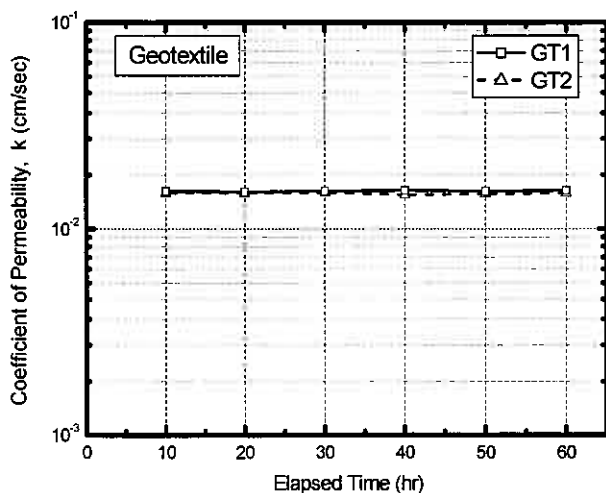 Geotextile
GT1
GT2
Coefficient of Permeability, k (cm/sec)
10-1
10-2
10-3
0 10 20 30 40 50 60
Elapsed Time (hr)